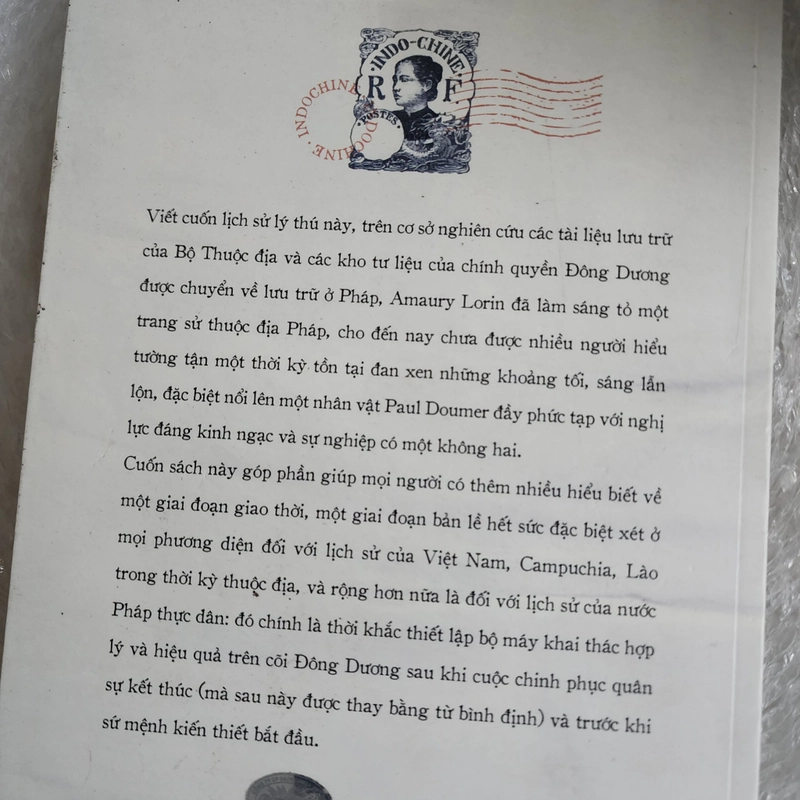 INDO-CHINE
R F
POSTES
INDOCHINE · INDOCHINE
Viết cuốn lịch sử lý thú này, trên cơ sở nghiên cứu các tài liệu lưu trữ
của Bộ Thuộc địa và các kho tư liệu của chính quyền Đông Dương
được chuyển về lưu trữ ở Pháp, Amaury Lorin đã làm sáng tỏ một
trang sử thuộc địa Pháp, cho đến nay chưa được nhiều người hiểu
tường tận một thời kỳ tồn tại đan xen những khoảng tối, sáng lẫn
lộn, đặc biệt nổi lên một nhân vật Paul Doumer đầy phức tạp với nghị
lực đáng kinh ngạc và sự nghiệp có một không hai.
Cuốn sách này góp phần giúp mọi người có thêm nhiều hiểu biết về
một giai đoạn giao thời, một giai đoạn bản lề hết sức đặc biệt xét ở
mọi phương diện đối với lịch sử của Việt Nam, Campuchia, Lào
trong thời kỳ thuộc địa, và rộng hơn nữa là đối với lịch sử của nước
Pháp thực dân: đó chính là thời khắc thiết lập bộ máy khai thác hợp
lý và hiệu quả trên cõi Đông Dương sau khi cuộc chinh phục quân
sự kết thúc (mà sau này được thay bằng từ bình định) và trước khi
sứ mệnh kiến thiết bắt đầu.